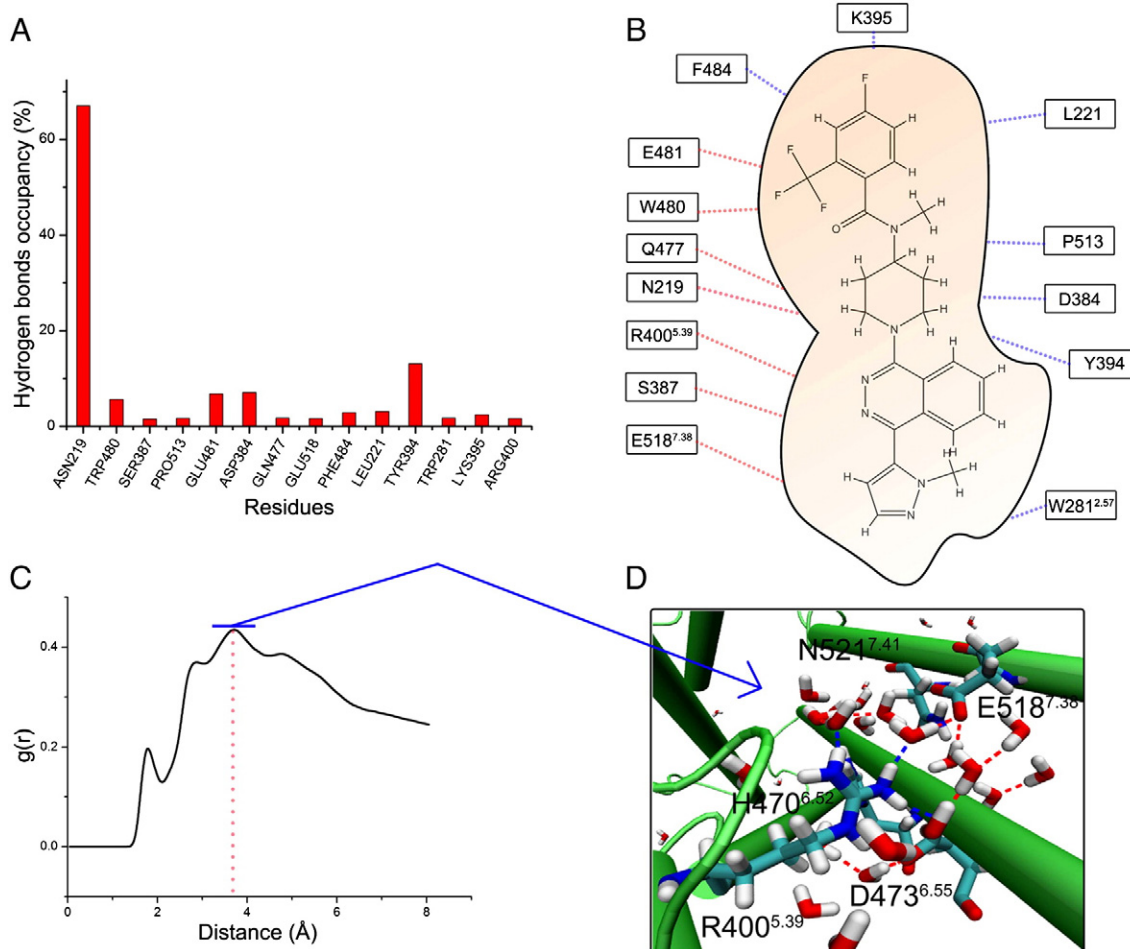 A
Hydrogen bonds occupancy (%)
60
40
20
0
ASN219
TRP480
SER387
PRO513
GLU481
ASP384
GLN477
GLU518
PHE484
LEU221
TYR394
TRP281
LYS395
ARG400
Residues
B
K395
F484
L221
E481
W480
Q477
P513
N219
D384
R400^5.39
Y394
S387
E518^7.38
W281^2.57
F
H
H
H
F
F
F
O
N
H
H
H
H
H
H
H
H
H
H
H
H
N
H
N
N
H
H
H
H
H
N
N
H
H
H
C
g(r)
0.4
0.2
0.0
0
2
4
6
8
10
Distance (Å)
D
N521^7.41
E518^7.38
H470^6.52
D473^6.55
R400^5.39